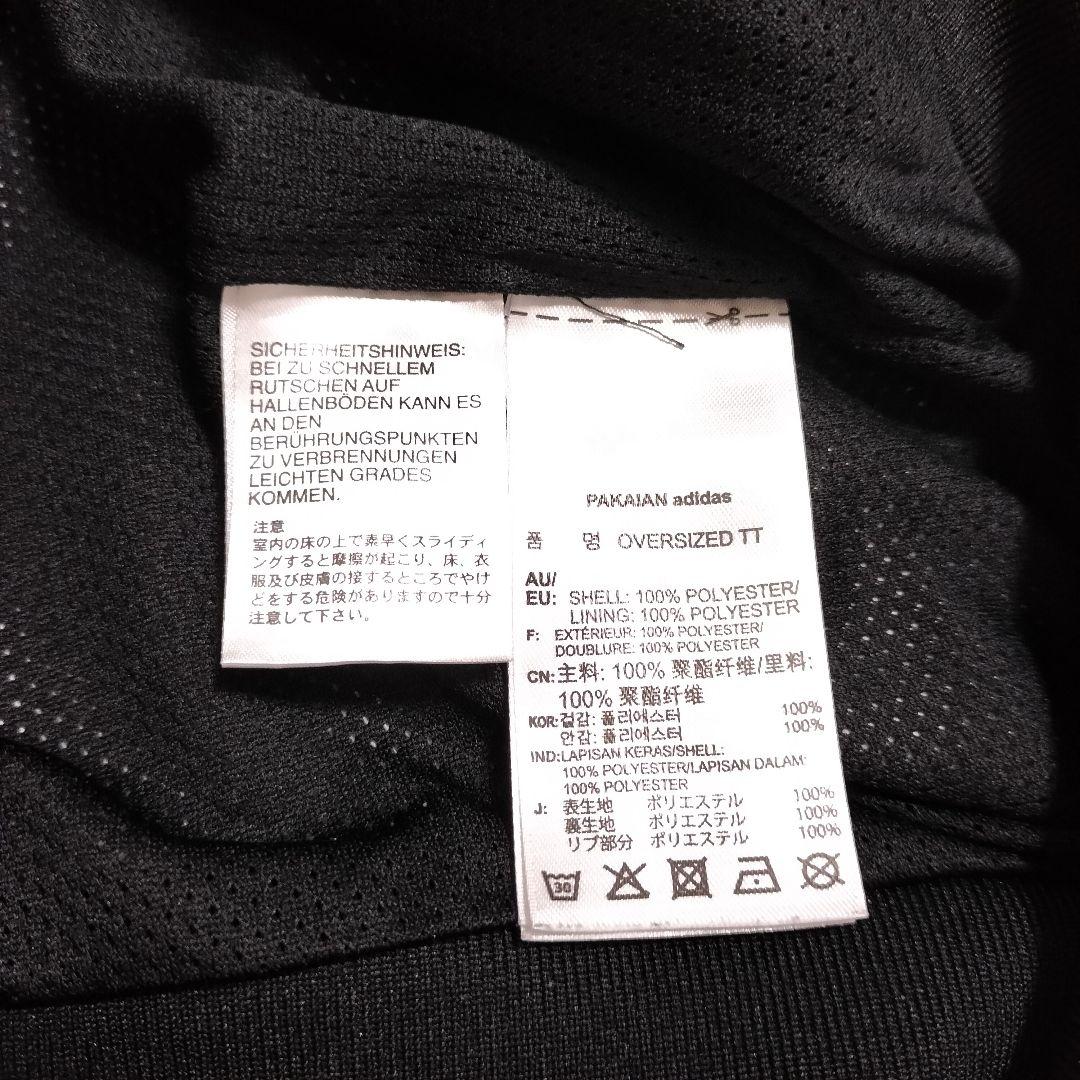 SICHERHEITSHINWEIS:
BEI ZU SCHNELLEM
RUTSCHEN AUF
HALLENBÖDEN KANN ES
AN DEN
BERÜHRUNGSPUNKTEN
ZU VERBRENNUNGEN
LEICHTEN GRADES
KOMMEN.
注意
室内の床の上で素早くスライディ
ングすると摩擦が起こり、床、衣
服及び皮膚の接するところでやけ
どをする危険がありますので十分
注意して下さい。
PAKAIAN adidas
품 명 OVERSIZED TT
AU/
EU: SHELL: 100% POLYESTER/
LINING: 100% POLYESTER
F: EXTÉRIEUR: 100% POLYESTER/
DOUBLURE: 100% POLYESTER
CN: 主料: 100% 聚酯纤维/里料:
100% 聚酯纤维
KOR: 겉감: 폴리에스터 100%
안감: 폴리에스터 100%
IND: LAPISAN KERAS/SHELL:
100% POLYESTER/LAPISAN DALAM:
100% POLYESTER
J: 表生地 ポリエステル 100%
裏生地 ポリエステル 100%
リブ部分 ポリエステル 100%
30